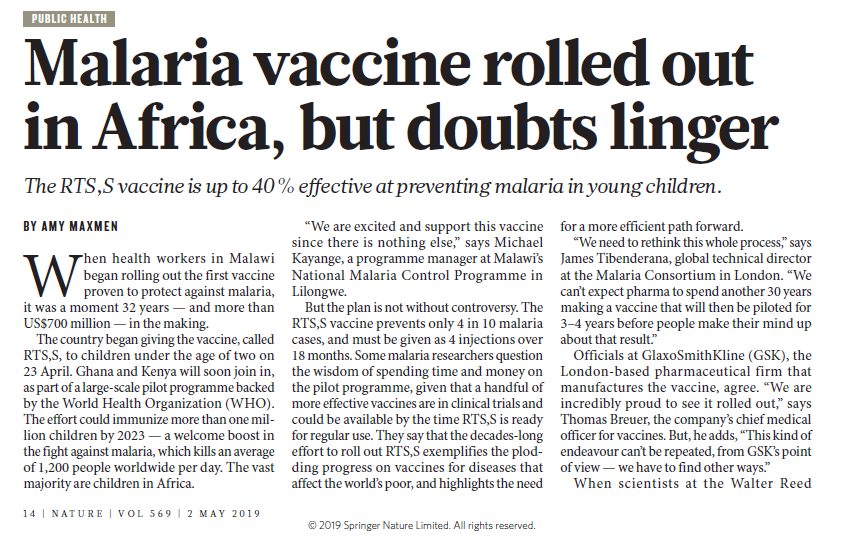 PUBLIC HEALTH
Malaria vaccine rolled out
in Africa, but doubts linger
The RTS,S vaccine is up to 40% effective at preventing malaria in young children.
BY AMY MAXMEN
When health workers in Malawi
began rolling out the first vaccine
proven to protect against malaria,
it was a moment 32 years — and more than
US$700 million — in the making.
The country began giving the vaccine, called
RTS,S, to children under the age of two on
23 April. Ghana and Kenya will soon join in,
as part of a large-scale pilot programme backed
by the World Health Organization (WHO).
The effort could immunize more than one mil-
lion children by 2023 — a welcome boost in
the fight against malaria, which kills an average
of 1,200 people worldwide per day. The vast
majority are children in Africa.
“We are excited and support this vaccine
since there is nothing else,” says Michael
Kayange, a programme manager at Malawi’s
National Malaria Control Programme in
Lilongwe.
But the plan is not without controversy. The
RTS,S vaccine prevents only 4 in 10 malaria
cases, and must be given as 4 injections over
18 months. Some malaria researchers question
the wisdom of spending time and money on
the pilot programme, given that a handful of
more effective vaccines are in clinical trials and
could be available by the time RTS,S is ready
for regular use. They say that the decades-long
effort to roll out RTS,S exemplifies the plod-
ding progress on vaccines for diseases that
affect the world’s poor, and highlights the need
for a more efficient path forward.
“We need to rethink this whole process,” says
James Tibenderana, global technical director
at the Malaria Consortium in London. “We
can’t expect pharma to spend another 30 years
making a vaccine that will then be piloted for
3–4 years before people make their mind up
about that result.”
Officials at GlaxoSmithKline (GSK), the
London-based pharmaceutical firm that
manufactures the vaccine, agree. “We are
incredibly proud to see it rolled out,” says
Thomas Breuer, the company’s chief medical
officer for vaccines. But, he adds, “This kind of
endeavour can’t be repeated, from GSK’s point
of view — we have to find other ways.”
When scientists at the Walter Reed
14 | NATURE | VOL 569 | 2 MAY 2019
© 2019 Springer Nature Limited. All rights reserved.